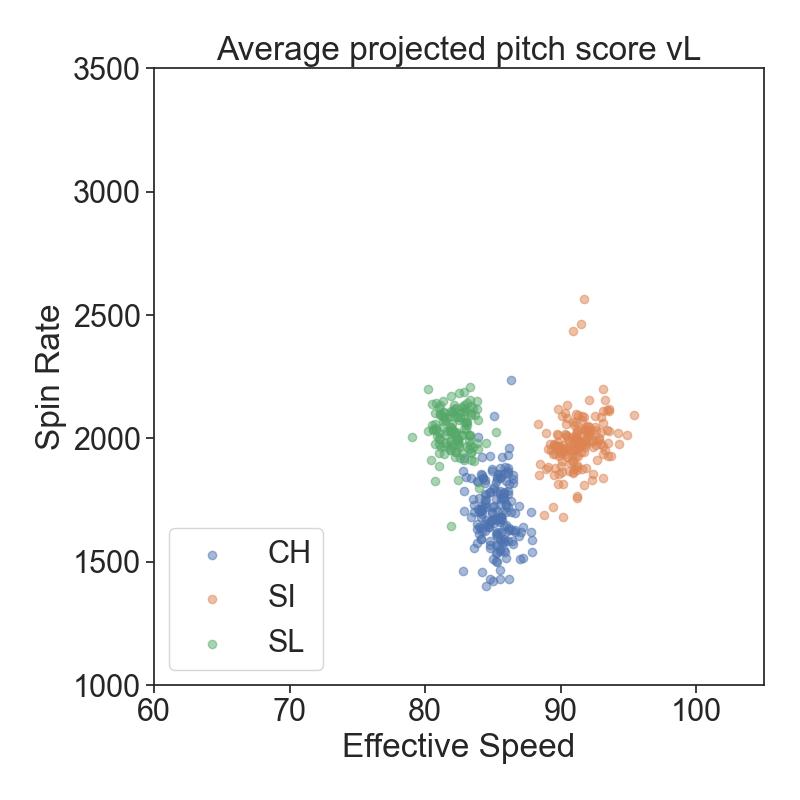 Average projected pitch score vL
3500
3000
2500
2000
1500
1000
Spin Rate
CH
SI
SL
60 70 80 90 100
Effective Speed